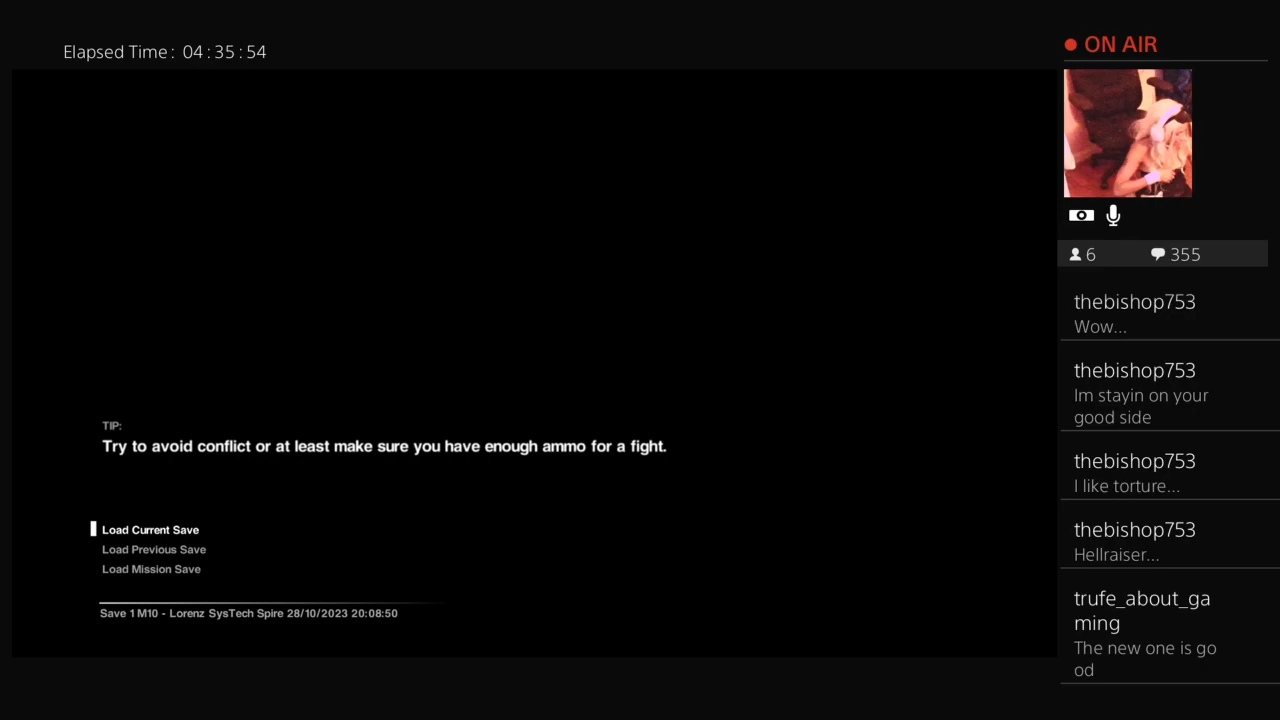 Elapsed Time: 04:35:54
ON AIR
6 355
thebishop753
Wow...
thebishop753
Im stayin on your
good side
thebishop753
I like torture...
thebishop753
Hellraiser...
trufe_about_ga
ming
The new one is go
od
TIP:
Try to avoid conflict or at least make sure you have enough ammo for a fight.
Load Current Save
Load Previous Save
Load Mission Save
Save 1 M10 - Lorenz SysTech Spire 28/10/2023 20:08:50